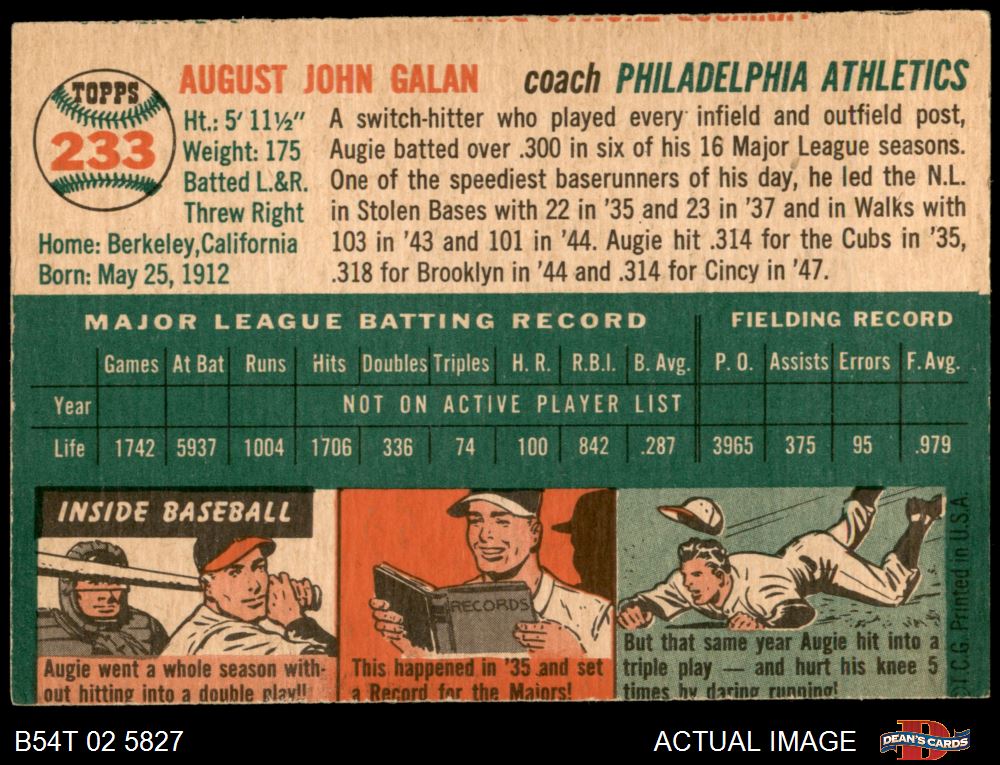 TOPPS
233
AUGUST JOHN GALAN coach PHILADELPHIA ATHLETICS
Ht.: 5' 11½"
Weight: 175
Batted L.&R.
Threw Right
Home: Berkeley, California
Born: May 25, 1912
A switch-hitter who played every infield and outfield post,
Augie batted over .300 in six of his 16 Major League seasons.
One of the speediest baserunners of his day, he led the N.L.
in Stolen Bases with 22 in '35 and 23 in '37 and in Walks with
103 in '43 and 101 in '44. Augie hit .314 for the Cubs in '35,
.318 for Brooklyn in '44 and .314 for Cincy in '47.
MAJOR LEAGUE BATTING RECORD FIELDING RECORD
Games At Bat Runs Hits Doubles Triples H. R. R.B.I. B. Avg. P. O. Assists Errors F. Avg.
Year NOT ON ACTIVE PLAYER LIST
Life 1742 5937 1004 1706 336 74 100 842 .287 3965 375 95 .979
INSIDE BASEBALL
Augie went a whole season with-
out hitting into a double play!!
RECORDS
This happened in '35 and set
a Record for the Majors!
But that same year Augie hit into a
triple play — and hurt his knee 5
times by daring running!
©T.C.G. Printed in U.S.A.
B54T 02 5827
ACTUAL IMAGE
DEAN'S CARDS